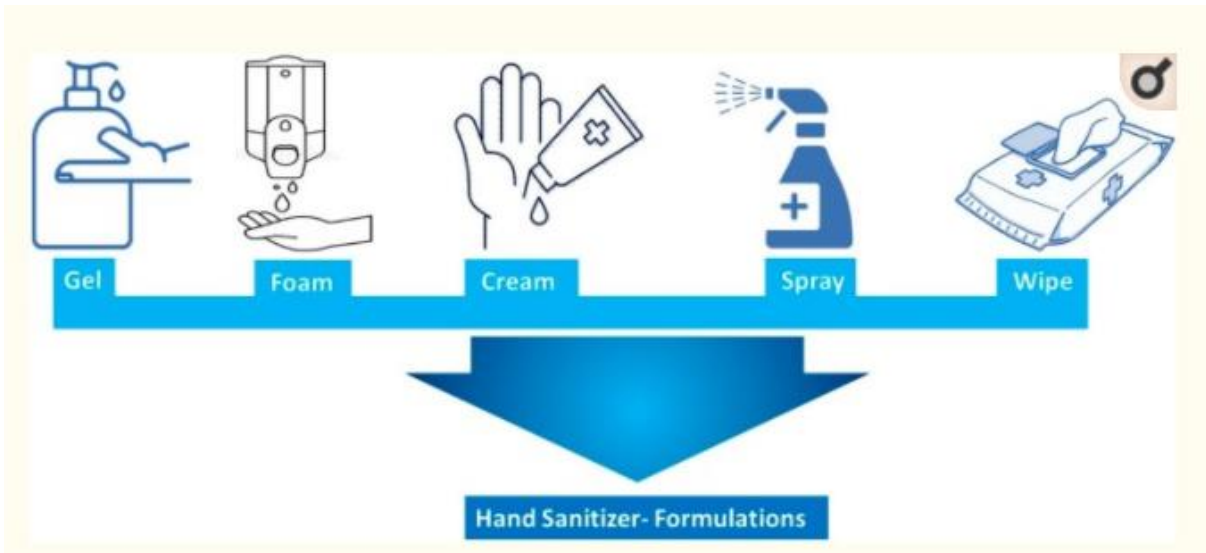 Gel
Foam
Cream
Spray
Wipe
Hand Sanitizer- Formulations